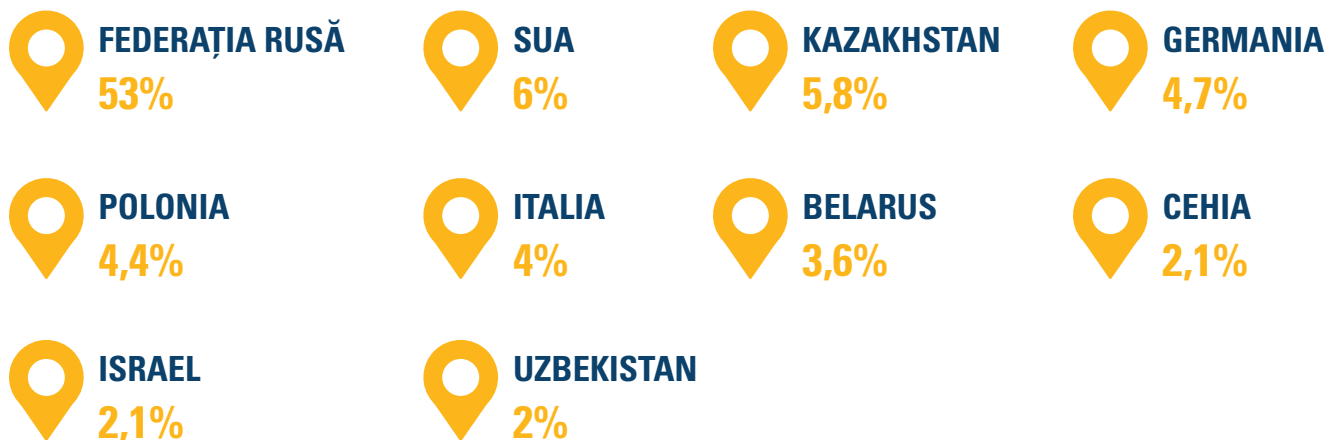 FEDERAȚIA RUSĂ
53%
SUA
6%
KAZAKHSTAN
5,8%
GERMANIA
4,7%
POLONIA
4,4%
ITALIA
4%
BELARUS
3,6%
CEHIA
2,1%
ISRAEL
2,1%
UZBEKISTAN
2%